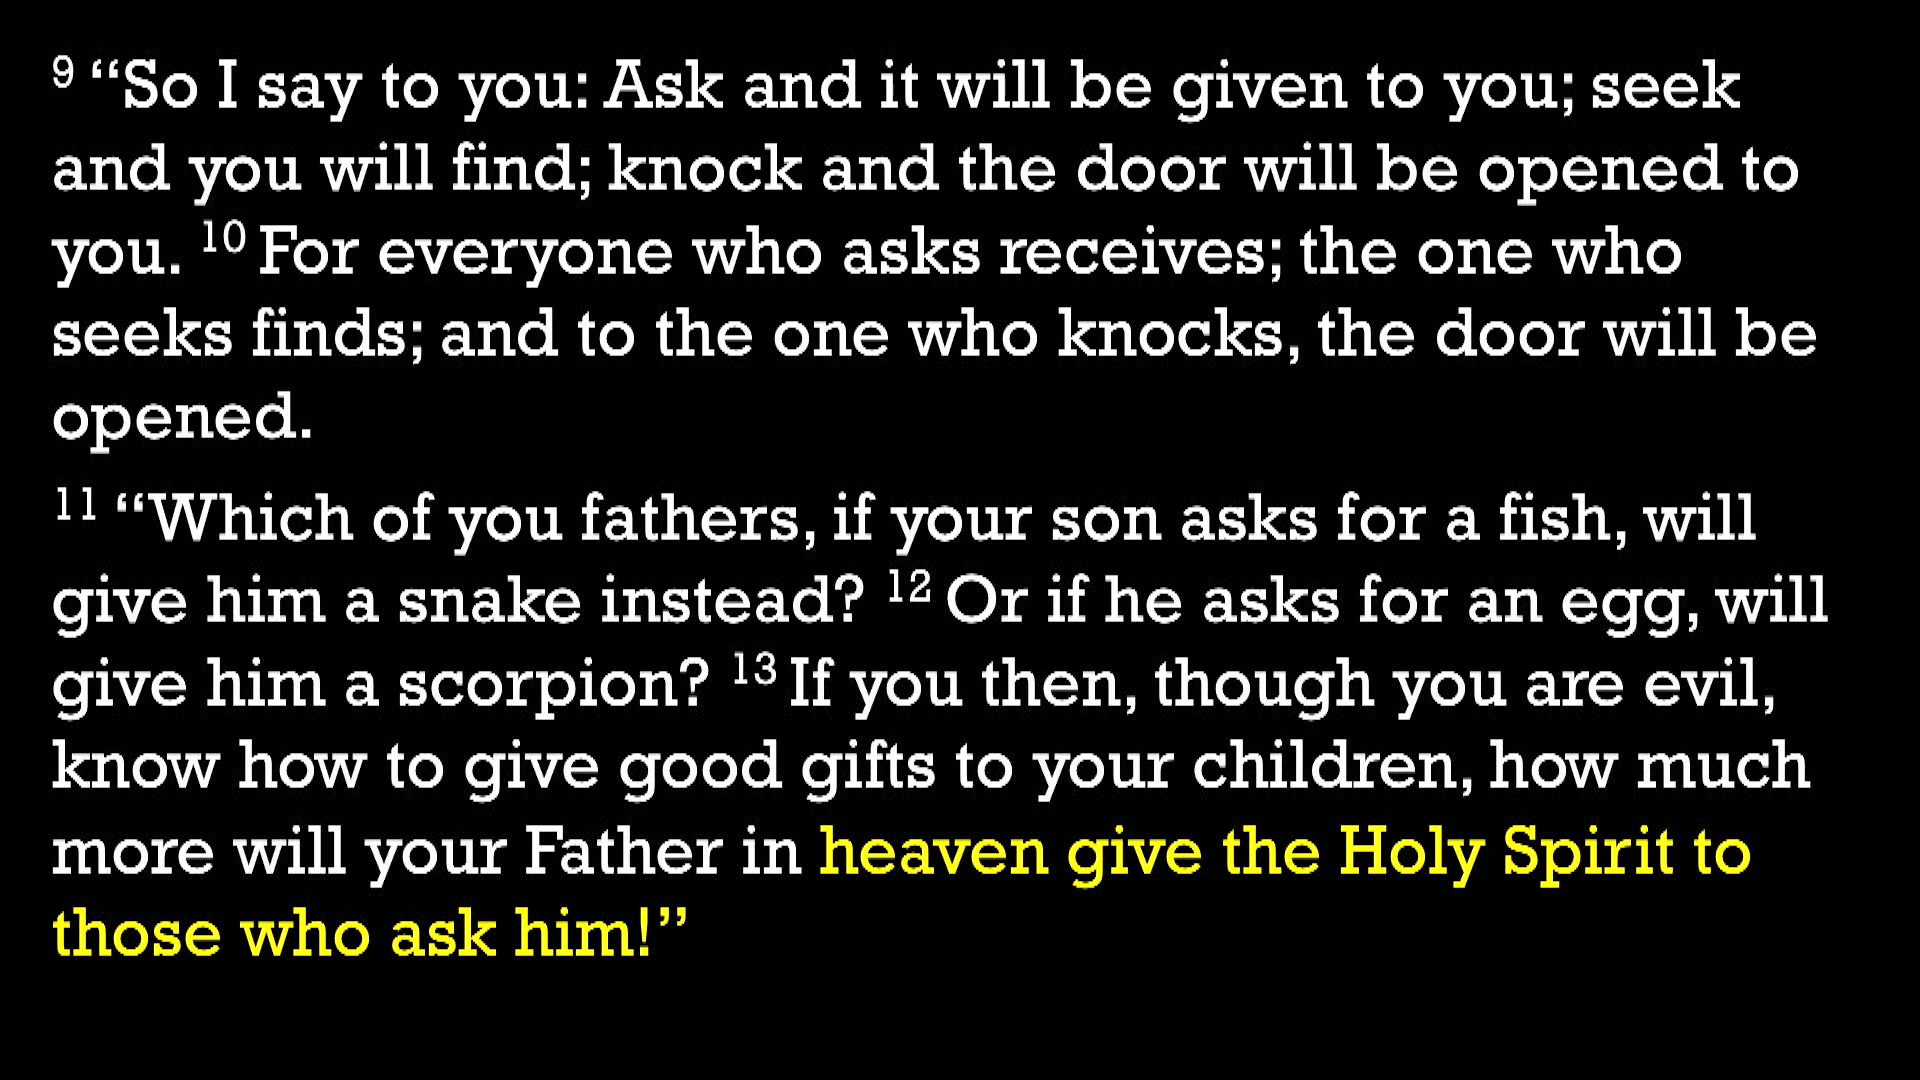 9 “So I say to you: Ask and it will be given to you; seek
and you will find; knock and the door will be opened to
you. 10 For everyone who asks receives; the one who
seeks finds; and to the one who knocks, the door will be
opened.
11 “Which of you fathers, if your son asks for a fish, will
give him a snake instead? 12 Or if he asks for an egg, will
give him a scorpion? 13 If you then, though you are evil,
know how to give good gifts to your children, how much
more will your Father in heaven give the Holy Spirit to
those who ask him!”